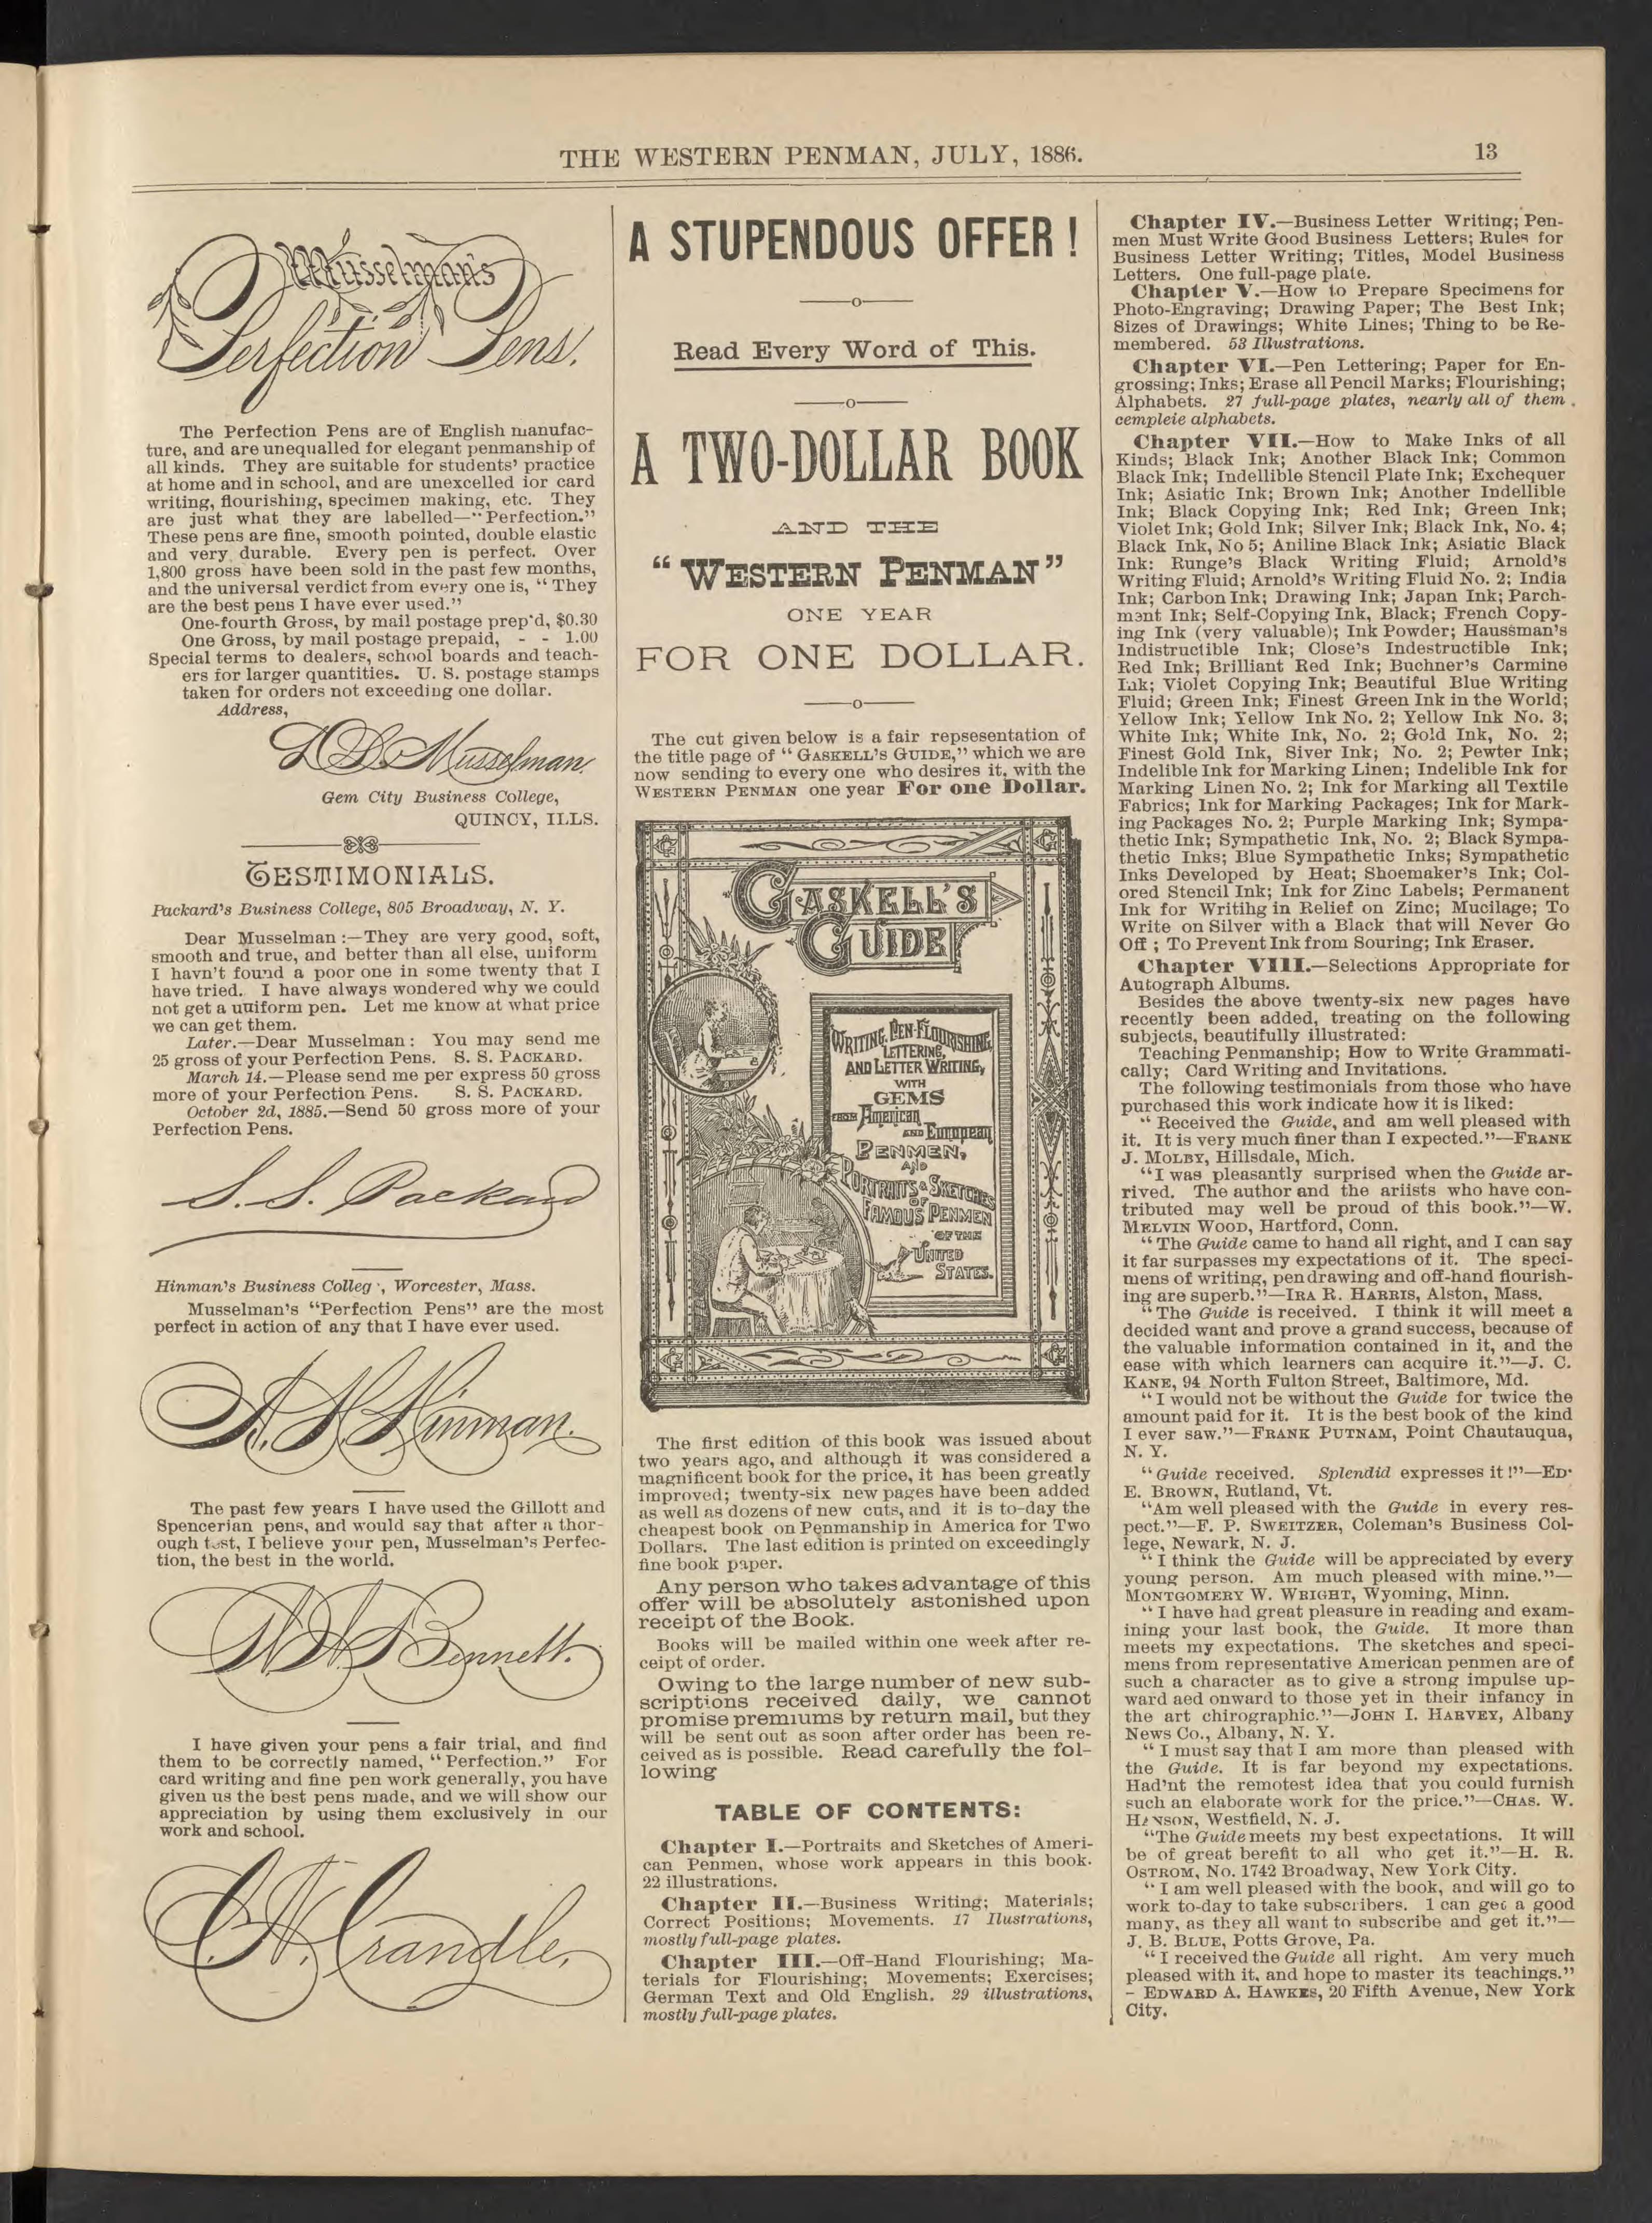 THE WESTERN PENMAN, JULY, 1886.
13
Musselman's
Perfection Pens.
The Perfection Pens are of English manufac-
ture, and are unequalled for elegant penmanship of
all kinds. They are suitable for students' practice
at home and in school, and are unexcelled ior card
writing, flourishing, specimen making, etc. They
are just what they are labelled—"Perfection."
These pens are fine, smooth pointed, double elastic
and very durable. Every pen is perfect. Over
1,800 gross have been sold in the past few months,
and the universal verdict from every one is, "They
are the best pens I have ever used."
One-fourth Gross, by mail postage prep'd, $0.30
One Gross, by mail postage prepaid, - - 1.00
Special terms to dealers, school boards and teach-
ers for larger quantities. U. S. postage stamps
taken for orders not exceeding one dollar.
Address,
D. L. Musselman.
Gem City Business College,
QUINCY, ILLS.
TESTIMONIALS.
Packard's Business College, 805 Broadway, N. Y.
Dear Musselman:—They are very good, soft,
smooth and true, and better than all else, uniform
I havn't found a poor one in some twenty that I
have tried. I have always wondered why we could
not get a uniform pen. Let me know at what price
we can get them.
Later.—Dear Musselman: You may send me
25 gross of your Perfection Pens. S. S. PACKARD.
March 14.—Please send me per express 50 gross
more of your Perfection Pens. S. S. PACKARD.
October 2d, 1885.—Send 50 gross more of your
Perfection Pens.
S. S. Packard
Hinman's Business Colleg , Worcester, Mass.
Musselman's "Perfection Pens" are the most
perfect in action of any that I have ever used.
A. H. Hinman.
The past few years I have used the Gillott and
Spencerian pens, and would say that after a thor-
ough test, I believe your pen, Musselman's Perfec-
tion, the best in the world.
Bennett.
I have given your pens a fair trial, and find
them to be correctly named, "Perfection." For
card writing and fine pen work generally, you have
given us the best pens made, and we will show our
appreciation by using them exclusively in our
work and school.
C. N. Crandle.
A STUPENDOUS OFFER!
Read Every Word of This.
A TWO-DOLLAR BOOK
AND THE
"WESTERN PENMAN"
ONE YEAR
FOR ONE DOLLAR.
The cut given below is a fair repsesentation of
the title page of "GASKELL'S GUIDE," which we are
now sending to every one who desires it, with the
WESTERN PENMAN one year For one Dollar.
GASKELL'S
GUIDE
WRITING, PEN-FLOURISHING,
LETTERING,
AND LETTER WRITING,
WITH
GEMS
FROM American
AND European
PENMEN,
AND
PORTRAITS & SKETCHES
OF
FAMOUS PENMEN
OF THE
UNITED
STATES.
The first edition of this book was issued about
two years ago, and although it was considered a
magnificent book for the price, it has been greatly
improved; twenty-six new pages have been added
as well as dozens of new cuts, and it is to-day the
cheapest book on Penmanship in America for Two
Dollars. The last edition is printed on exceedingly
fine book paper.
Any person who takes advantage of this
offer will be absolutely astonished upon
receipt of the Book.
Books will be mailed within one week after re-
ceipt of order.
Owing to the large number of new sub-
scriptions received daily, we cannot
promise premiums by return mail, but they
will be sent out as soon after order has been re-
ceived as is possible. Read carefully the fol-
lowing
TABLE OF CONTENTS:
Chapter I.—Portraits and Sketches of Ameri-
can Penmen, whose work appears in this book.
22 illustrations.
Chapter II.—Business Writing; Materials;
Correct Positions; Movements. 17 Ilustrations,
mostly full-page plates.
Chapter III.—Off-Hand Flourishing; Ma-
terials for Flourishing; Movements; Exercises;
German Text and Old English. 29 illustrations,
mostly full-page plates.
Chapter IV.—Business Letter Writing; Pen-
men Must Write Good Business Letters; Rules for
Business Letter Writing; Titles, Model Business
Letters. One full-page plate.
Chapter V.—How to Prepare Specimens for
Photo-Engraving; Drawing Paper; The Best Ink;
Sizes of Drawings; White Lines; Thing to be Re-
membered. 53 Illustrations.
Chapter VI.—Pen Lettering; Paper for En-
grossing; Inks; Erase all Pencil Marks; Flourishing;
Alphabets. 27 full-page plates, nearly all of them
cempleie alphabets.
Chapter VII.—How to Make Inks of all
Kinds; Black Ink; Another Black Ink; Common
Black Ink; Indellible Stencil Plate Ink; Exchequer
Ink; Asiatic Ink; Brown Ink; Another Indellible
Ink; Black Copying Ink; Red Ink; Green Ink;
Violet Ink; Gold Ink; Silver Ink; Black Ink, No. 4;
Black Ink, No 5; Aniline Black Ink; Asiatic Black
Ink: Runge's Black Writing Fluid; Arnold's
Writing Fluid; Arnold's Writing Fluid No. 2; India
Ink; Carbon Ink; Drawing Ink; Japan Ink; Parch-
ment Ink; Self-Copying Ink, Black; French Copy-
ing Ink (very valuable); Ink Powder; Haussman's
Indistructible Ink; Close's Indestructible Ink;
Red Ink; Brilliant Red Ink; Buchner's Carmine
Ink; Violet Copying Ink; Beautiful Blue Writing
Fluid; Green Ink; Finest Green Ink in the World;
Yellow Ink; Yellow Ink No. 2; Yellow Ink No. 3;
White Ink; White Ink, No. 2; Gold Ink, No. 2;
Finest Gold Ink, Siver Ink; No. 2; Pewter Ink;
Indelible Ink for Marking Linen; Indelible Ink for
Marking Linen No. 2; Ink for Marking all Textile
Fabrics; Ink for Marking Packages; Ink for Mark-
ing Packages No. 2; Purple Marking Ink; Sympa-
thetic Ink; Sympathetic Ink, No. 2; Black Sympa-
thetic Inks; Blue Sympathetic Inks; Sympathetic
Inks Developed by Heat; Shoemaker's Ink; Col-
ored Stencil Ink; Ink for Zinc Labels; Permanent
Ink for Writihg in Relief on Zinc; Mucilage; To
Write on Silver with a Black that will Never Go
Off ; To Prevent Ink from Souring; Ink Eraser.
Chapter VIII.—Selections Appropriate for
Autograph Albums.
Besides the above twenty-six new pages have
recently been added, treating on the following
subjects, beautifully illustrated:
Teaching Penmanship; How to Write Grammati-
cally; Card Writing and Invitations.
The following testimonials from those who have
purchased this work indicate how it is liked:
"Received the Guide, and am well pleased with
it. It is very much finer than I expected."—FRANK
J. MOLBY, Hillsdale, Mich.
"I was pleasantly surprised when the Guide ar-
rived. The author and the ariists who have con-
tributed may well be proud of this book."—W.
MELVIN WOOD, Hartford, Conn.
"The Guide came to hand all right, and I can say
it far surpasses my expectations of it. The speci-
mens of writing, pen drawing and off-hand flourish-
ing are superb."—IRA R. HARRIS, Alston, Mass.
"The Guide is received. I think it will meet a
decided want and prove a grand success, because of
the valuable information contained in it, and the
ease with which learners can acquire it."—J. C.
KANE, 94 North Fulton Street, Baltimore, Md.
"I would not be without the Guide for twice the
amount paid for it. It is the best book of the kind
I ever saw."—FRANK PUTNAM, Point Chautauqua,
N. Y.
"Guide received. Splendid expresses it!"—ED.
E. BROWN, Rutland, Vt.
"Am well pleased with the Guide in every res-
pect."—F. P. SWEITZER, Coleman's Business Col-
lege, Newark, N. J.
"I think the Guide will be appreciated by every
young person. Am much pleased with mine."—
MONTGOMERY W. WRIGHT, Wyoming, Minn.
"I have had great pleasure in reading and exam-
ining your last book, the Guide. It more than
meets my expectations. The sketches and speci-
mens from representative American penmen are of
such a character as to give a strong impulse up-
ward aed onward to those yet in their infancy in
the art chirographic."—JOHN I. HARVEY, Albany
News Co., Albany, N. Y.
"I must say that I am more than pleased with
the Guide. It is far beyond my expectations.
Had'nt the remotest idea that you could furnish
such an elaborate work for the price."—CHAS. W.
HANSON, Westfield, N. J.
"The Guide meets my best expectations. It will
be of great berefit to all who get it."—H. R.
OSTROM, No. 1742 Broadway, New York City.
"I am well pleased with the book, and will go to
work to-day to take subscribers. I can get a good
many, as they all want to subscribe and get it."—
J. B. BLUE, Potts Grove, Pa.
"I received the Guide all right. Am very much
pleased with it, and hope to master its teachings."
- EDWARD A. HAWKES, 20 Fifth Avenue, New York
City.